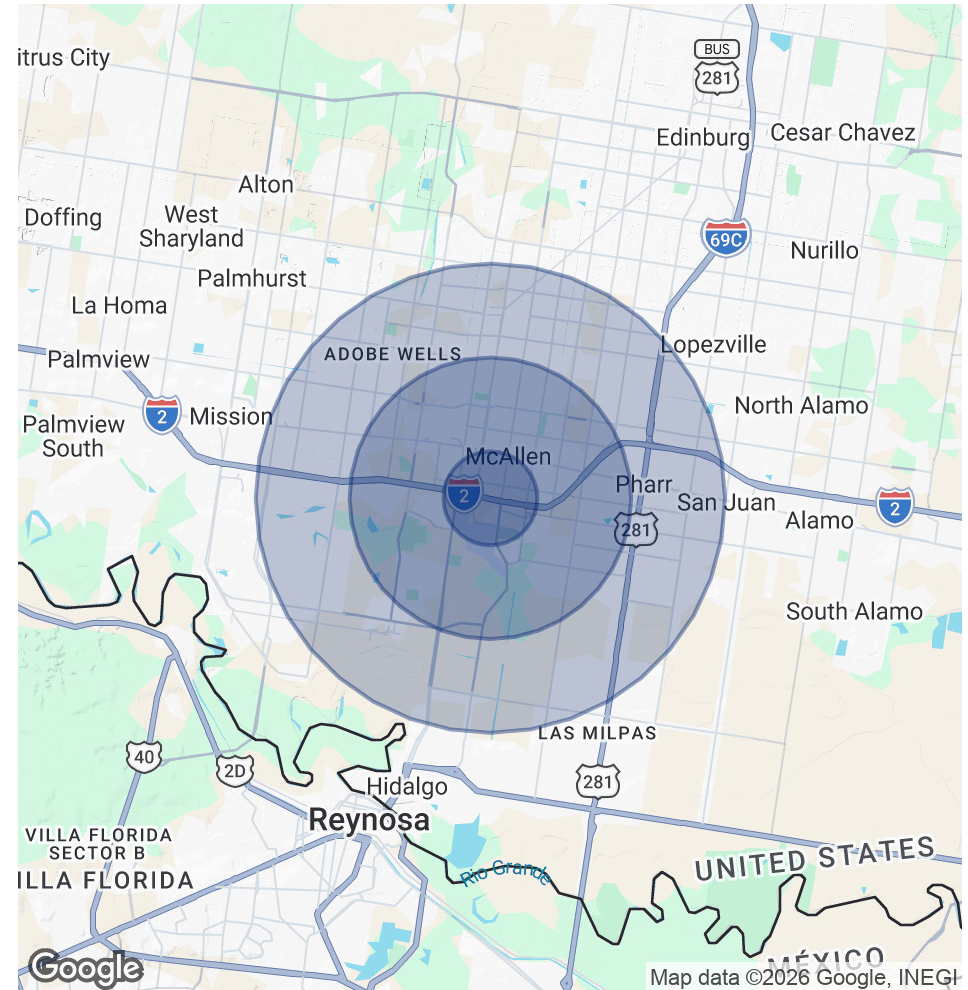 itrus City
BUS
281
Edinburg
Cesar Chavez
Alton
Doffing
West
Sharyland
69C
Nurillo
Palmhurst
La Homa
Lopezville
ADOBE WELLS
Palmview
2
Mission
North Alamo
Palmview
South
McAllen
2
Pharr
San Juan
2
Alamo
281
South Alamo
LAS MILPAS
40
2D
281
Hidalgo
Reynosa
VILLA FLORIDA
SECTOR B
ILLA FLORIDA
UNITED STATES
Rio Grande
MÉXICO
Google
Map data ©2026 Google, INEGI